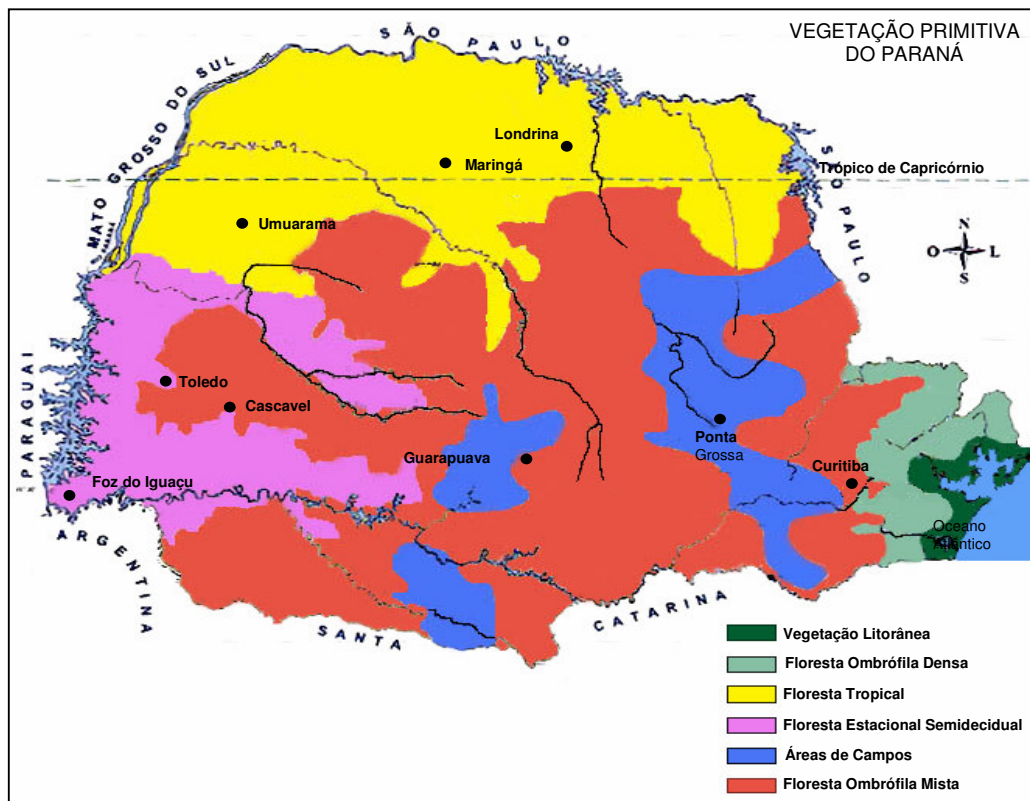 VEGETAÇÃO PRIMITIVA
DO PARANÁ
SÃO PAULO
MATO GROSSO DO SUL
Londrina
Maringá
SÃO PAULO
Trópico de Capricórnio
Umuarama
N
O L
S
PARAGUAI
Toledo
Cascavel
Ponta
Grossa
Guarapuava
Curitiba
Foz do Iguaçu
Oceano
Atlântico
ARGENTINA
SANTA CATARINA
Vegetação Litorânea
Floresta Ombrófila Densa
Floresta Tropical
Floresta Estacional Semidecidual
Áreas de Campos
Floresta Ombrófila Mista